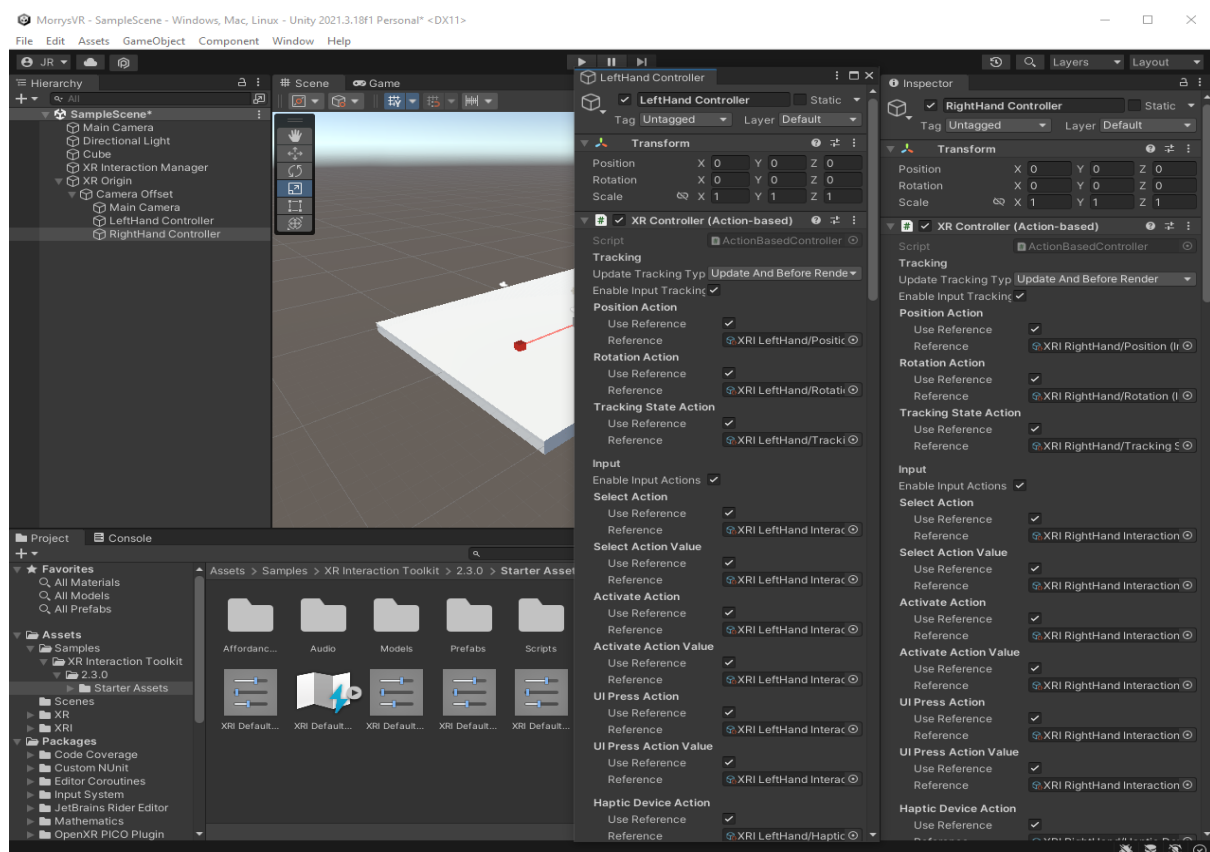 MorrysVR - SampleScene - Windows, Mac, Linux - Unity 2021.3.18f1 Personal* <DX11>
File Edit Assets GameObject Component Window Help
JR
Layers
Layout
Hierarchy
All
SampleScene*
Main Camera
Directional Light
Cube
XR Interaction Manager
XR Origin
Camera Offset
Main Camera
LeftHand Controller
RightHand Controller
Scene
Game
LeftHand Controller
LeftHand Controller Static
Tag Untagged Layer Default
Transform
Position X 0 Y 0 Z 0
Rotation X 0 Y 0 Z 0
Scale X 1 Y 1 Z 1
XR Controller (Action-based)
Script ActionBasedController
Tracking
Update Tracking Typ Update And Before Rende
Enable Input Tracking
Position Action
Use Reference
Reference XRI LeftHand/Positic
Rotation Action
Use Reference
Reference XRI LeftHand/Rotati
Tracking State Action
Use Reference
Reference XRI LeftHand/Tracki
Input
Enable Input Actions
Select Action
Use Reference
Reference XRI LeftHand Interac
Select Action Value
Use Reference
Reference XRI LeftHand Interac
Activate Action
Use Reference
Reference XRI LeftHand Interac
Activate Action Value
Use Reference
Reference XRI LeftHand Interac
UI Press Action
Use Reference
Reference XRI LeftHand Interac
UI Press Action Value
Use Reference
Reference XRI LeftHand Interac
Haptic Device Action
Use Reference
Reference XRI LeftHand/Haptic
Inspector
RightHand Controller Static
Tag Untagged Layer Default
Transform
Position X 0 Y 0 Z 0
Rotation X 0 Y 0 Z 0
Scale X 1 Y 1 Z 1
XR Controller (Action-based)
Script ActionBasedController
Tracking
Update Tracking Typ Update And Before Render
Enable Input Tracking
Position Action
Use Reference
Reference XRI RightHand/Position (Ir
Rotation Action
Use Reference
Reference XRI RightHand/Rotation (I
Tracking State Action
Use Reference
Reference XRI RightHand/Tracking S
Input
Enable Input Actions
Select Action
Use Reference
Reference XRI RightHand Interaction
Select Action Value
Use Reference
Reference XRI RightHand Interaction
Activate Action
Use Reference
Reference XRI RightHand Interaction
Activate Action Value
Use Reference
Reference XRI RightHand Interaction
UI Press Action
Use Reference
Reference XRI RightHand Interaction
UI Press Action Value
Use Reference
Reference XRI RightHand Interaction
Haptic Device Action
Use Reference
Project
Console
Favorites
All Materials
All Models
All Prefabs
Assets
Samples
XR Interaction Toolkit
2.3.0
Starter Assets
Scenes
XR
XRI
Packages
Code Coverage
Custom NUnit
Editor Coroutines
Input System
JetBrains Rider Editor
Mathematics
OpenXR PICO Plugin
Assets > Samples > XR Interaction Toolkit > 2.3.0 > Starter Asset
Affordanc... Audio Models Prefabs Scripts
XRI Default... XRI Default... XRI Default... XRI Default... XRI Default...